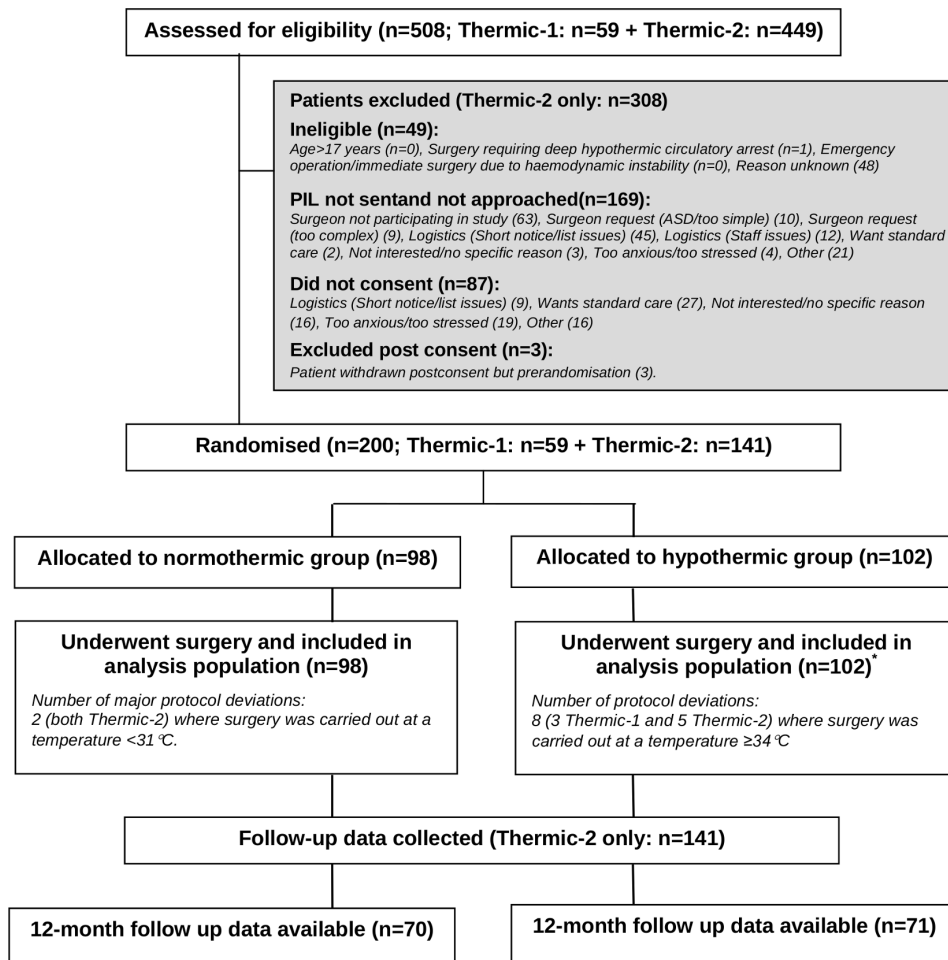 Assessed for eligibility (n=508; Thermic-1: n=59 + Thermic-2: n=449)
Patients excluded (Thermic-2 only: n=308)
Ineligible (n=49):
Age>17 years (n=0), Surgery requiring deep hypothermic circulatory arrest (n=1), Emergency
operation/immediate surgery due to haemodynamic instability (n=0), Reason unknown (48)
PIL not sentand not approached(n=169):
Surgeon not participating in study (63), Surgeon request (ASD/too simple) (10), Surgeon request
(too complex) (9), Logistics (Short notice/list issues) (45), Logistics (Staff issues) (12), Want standard
care (2), Not interested/no specific reason (3), Too anxious/too stressed (4), Other (21)
Did not consent (n=87):
Logistics (Short notice/list issues) (9), Wants standard care (27), Not interested/no specific reason
(16), Too anxious/too stressed (19), Other (16)
Excluded post consent (n=3):
Patient withdrawn postconsent but prerandomisation (3).
Randomised (n=200; Thermic-1: n=59 + Thermic-2: n=141)
Allocated to normothermic group (n=98)
Allocated to hypothermic group (n=102)
Underwent surgery and included in
analysis population (n=98)
Number of major protocol deviations:
2 (both Thermic-2) where surgery was carried out at a
temperature <31°C.
Underwent surgery and included in
analysis population (n=102)*
Number of protocol deviations:
8 (3 Thermic-1 and 5 Thermic-2) where surgery was
carried out at a temperature ≥34°C
Follow-up data collected (Thermic-2 only: n=141)
12-month follow up data available (n=70)
12-month follow up data available (n=71)